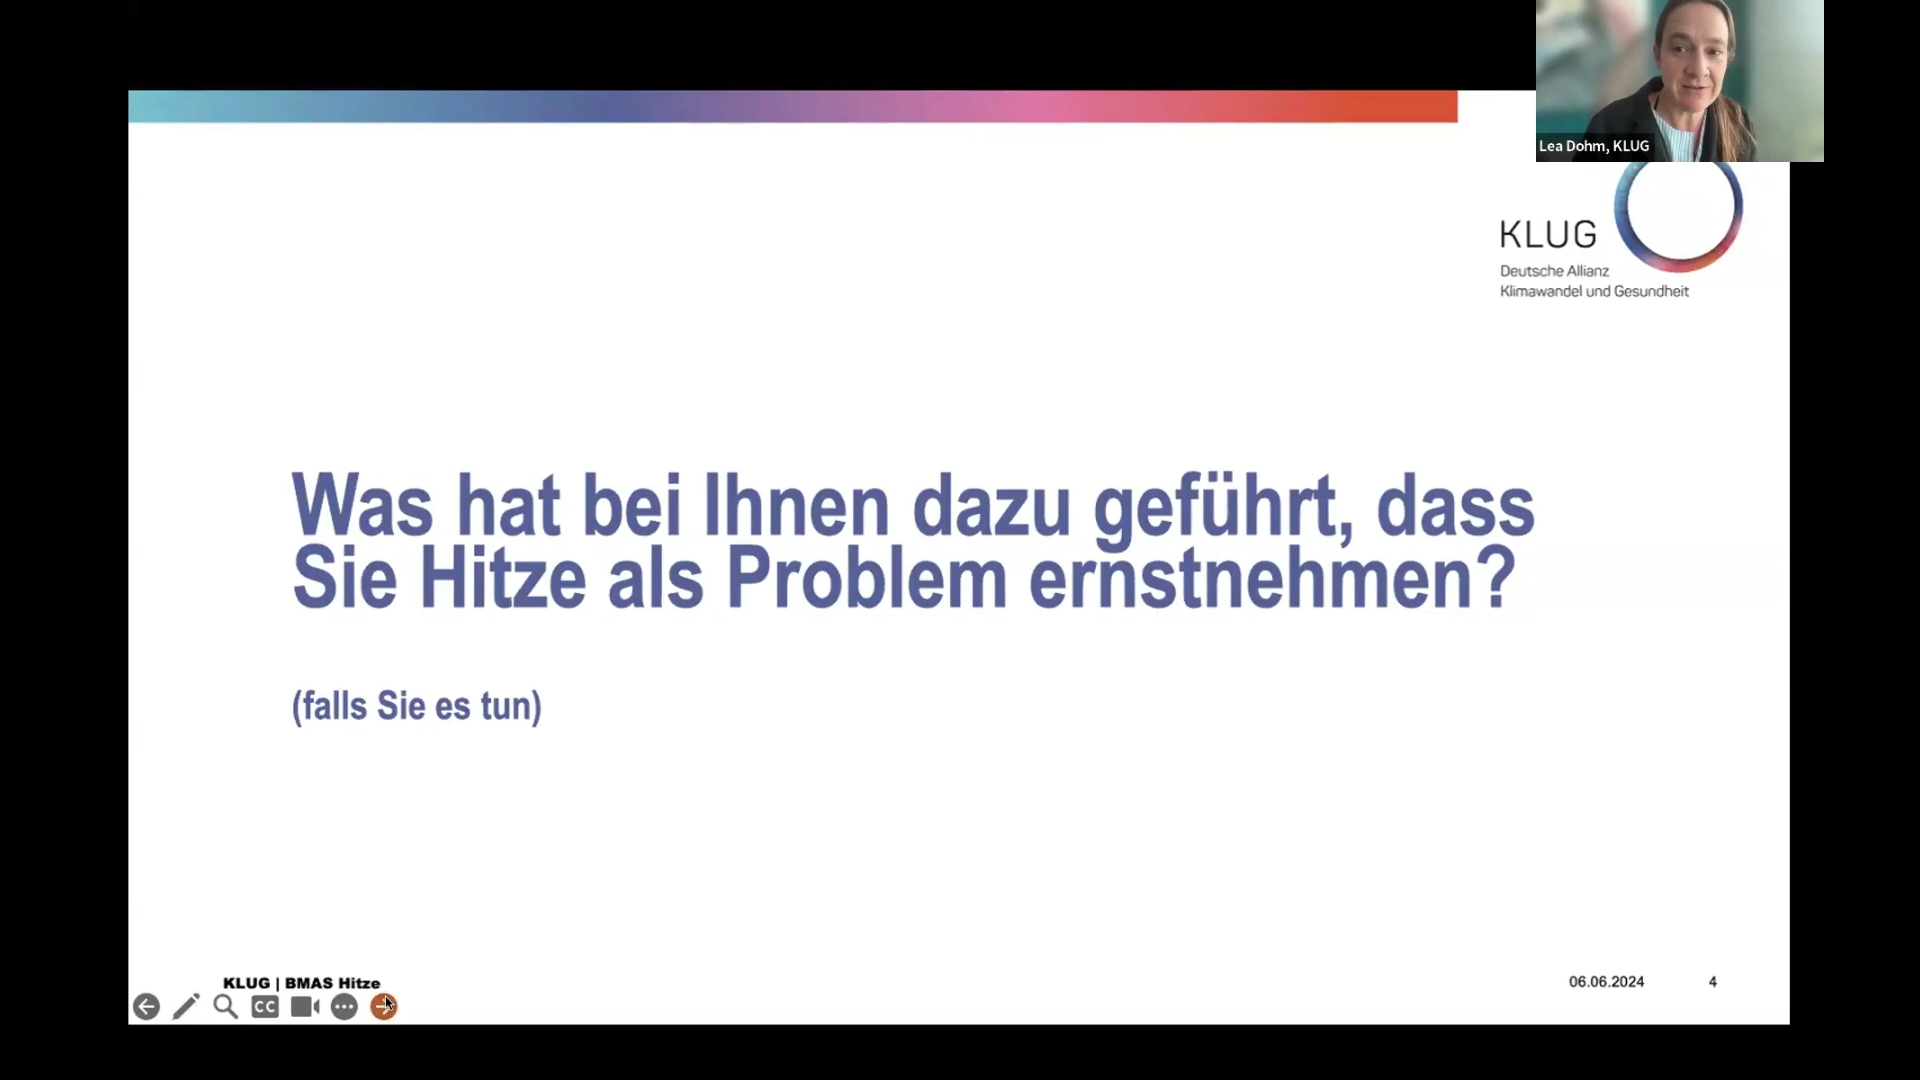 Lea Dohm, KLUG
KLUG
Deutsche Allianz
Klimawandel und Gesundheit
Was hat bei Ihnen dazu geführt, dass
Sie Hitze als Problem ernstnehmen?
(falls Sie es tun)
KLUG | BMAS Hitze
06.06.2024
4
CC